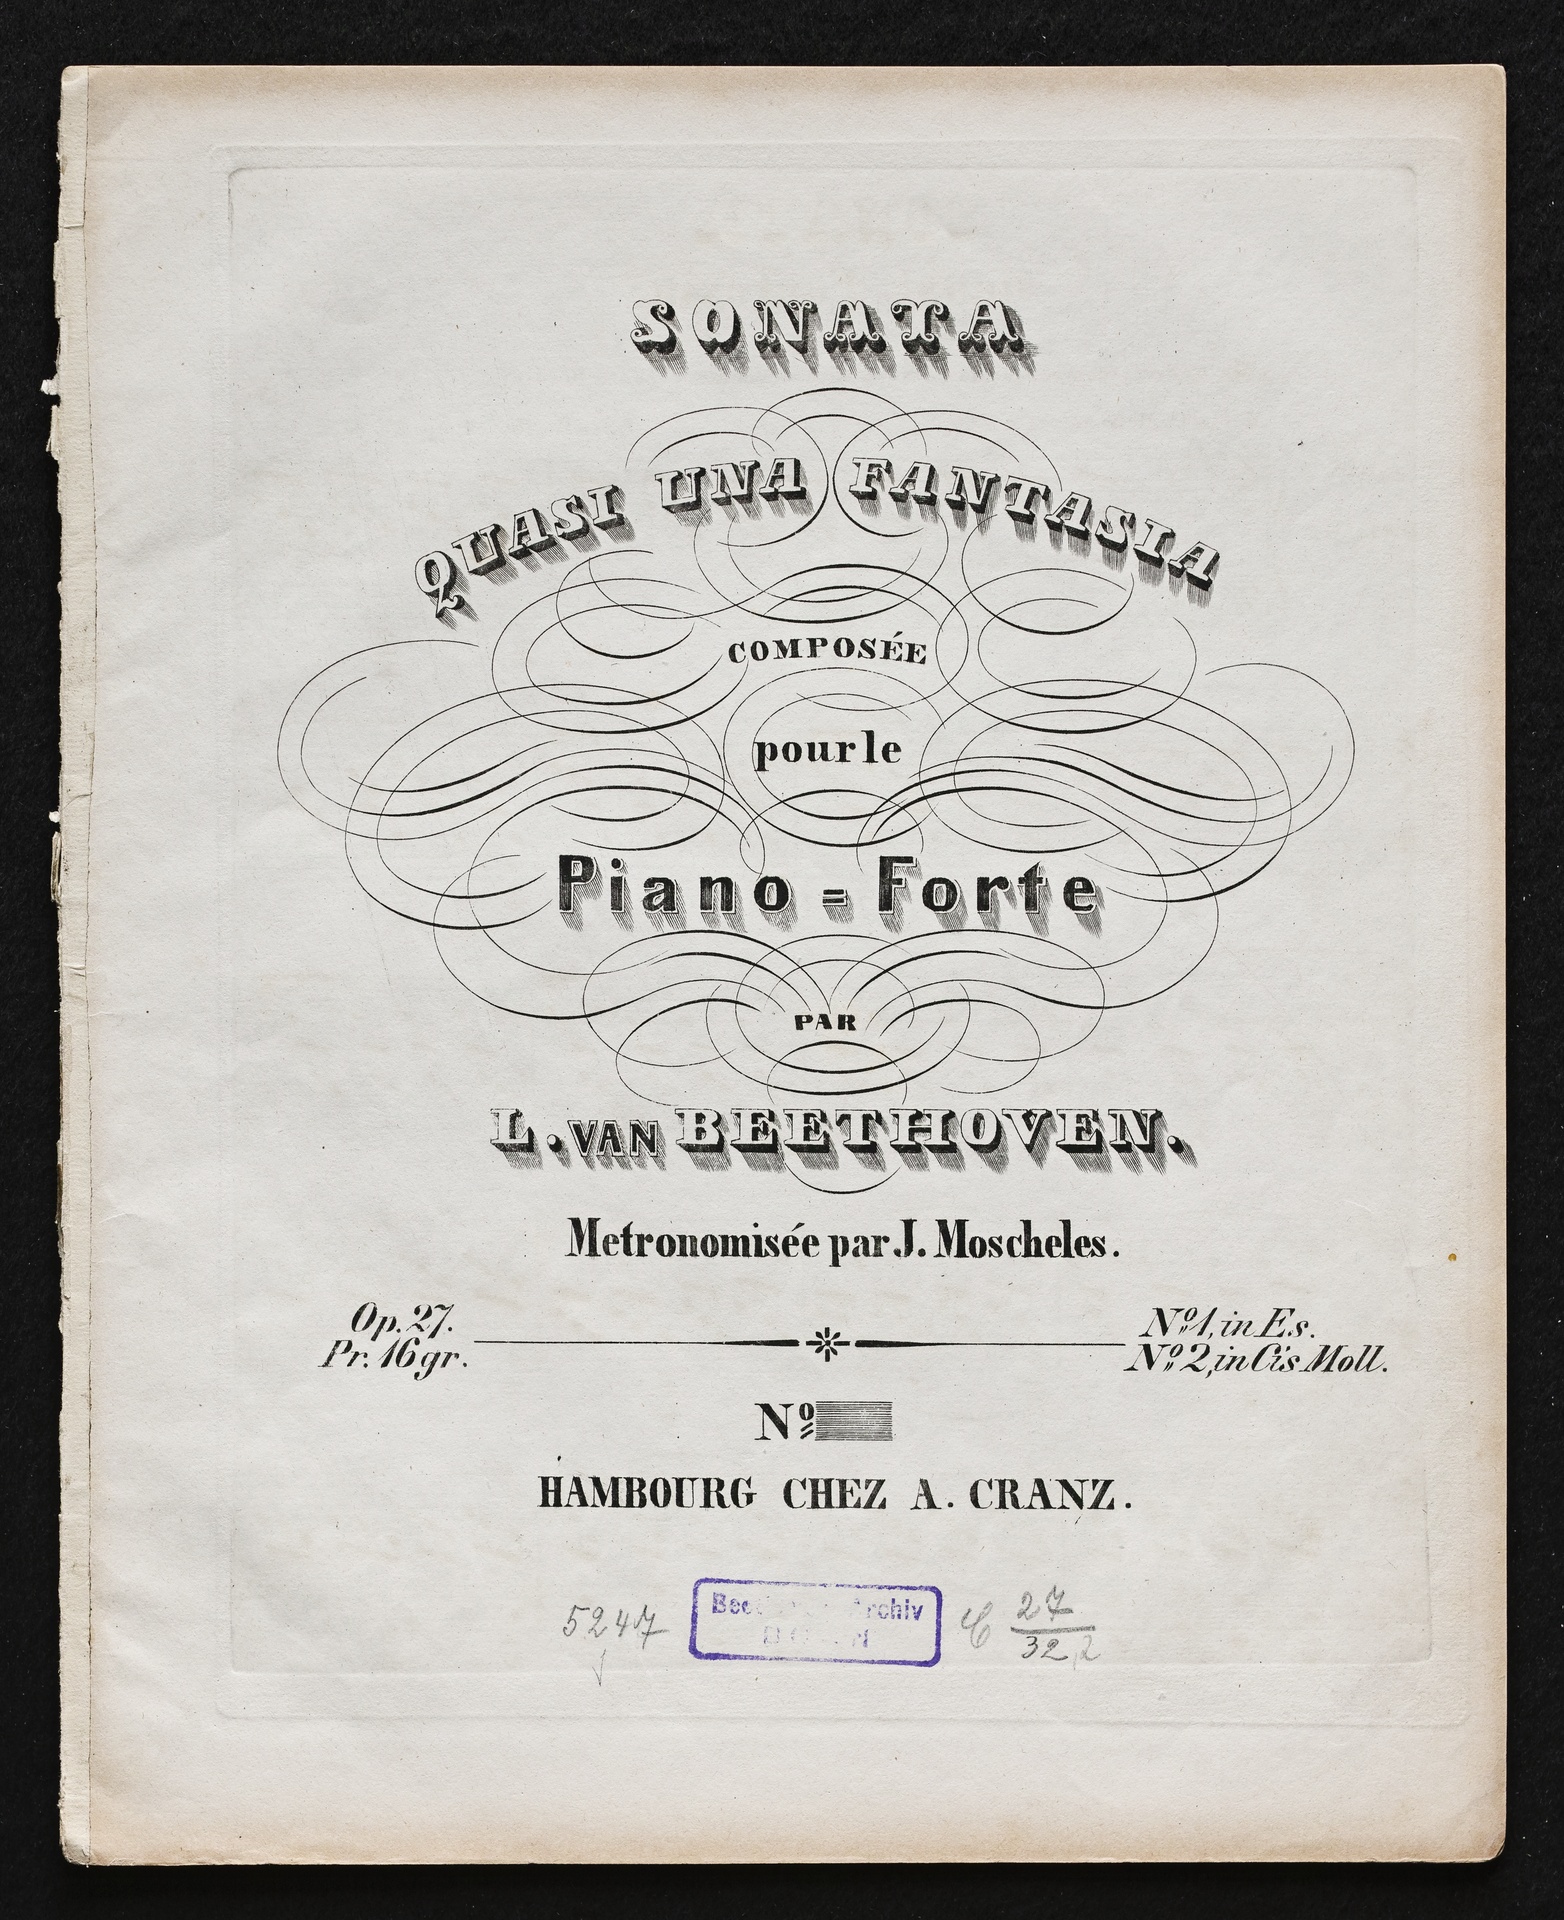 SONATA
QUASI UNA FANTASIA
COMPOSÉE
pour le
Piano = Forte
PAR
L. VAN BEETHOVEN.
Metronomisée par J. Moscheles.
Op. 27.
Pr. 16 gr.
No. 1, in Es.
No. 2, in Cis Moll.
No.
HAMBOURG CHEZ A. CRANZ.
5247
Archiv
C 27
32,2